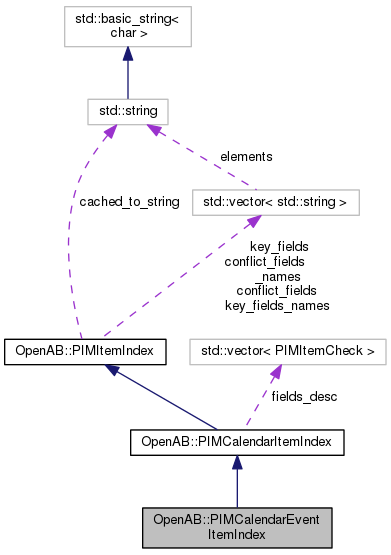 std::basic_string<
char >
std::string
elements
cached_to_string
std::vector< std::string >
key_fields
conflict_fields
_names
conflict_fields
key_fields_names
OpenAB::PIMItemIndex
std::vector< PIMItemCheck >
fields_desc
OpenAB::PIMCalendarItemIndex
OpenAB::PIMCalendarEvent
ItemIndex